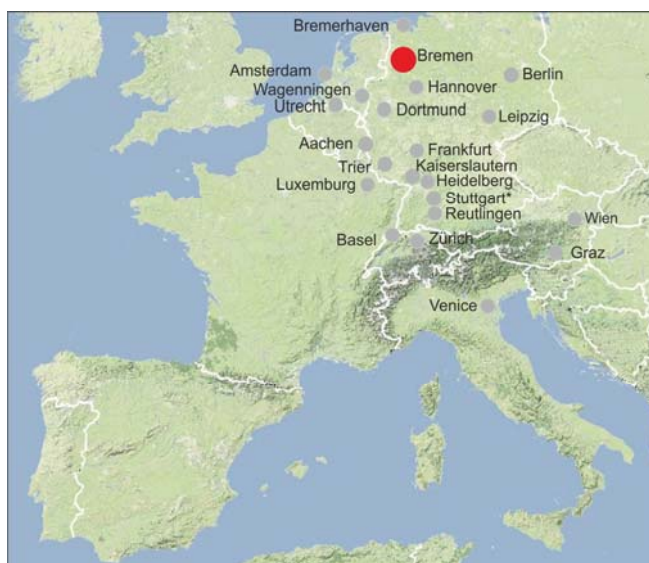 Bremerhaven
Bremen
Amsterdam
Berlin
Wagenningen
Hannover
Ütrecht
Dortmund
Leipzig
Aachen
Frankfurt
Trier
Kaiserslautern
Luxemburg
Heidelberg
Stuttgart*
Reutlingen
Wien
Basel
Zürich
Graz
Venice